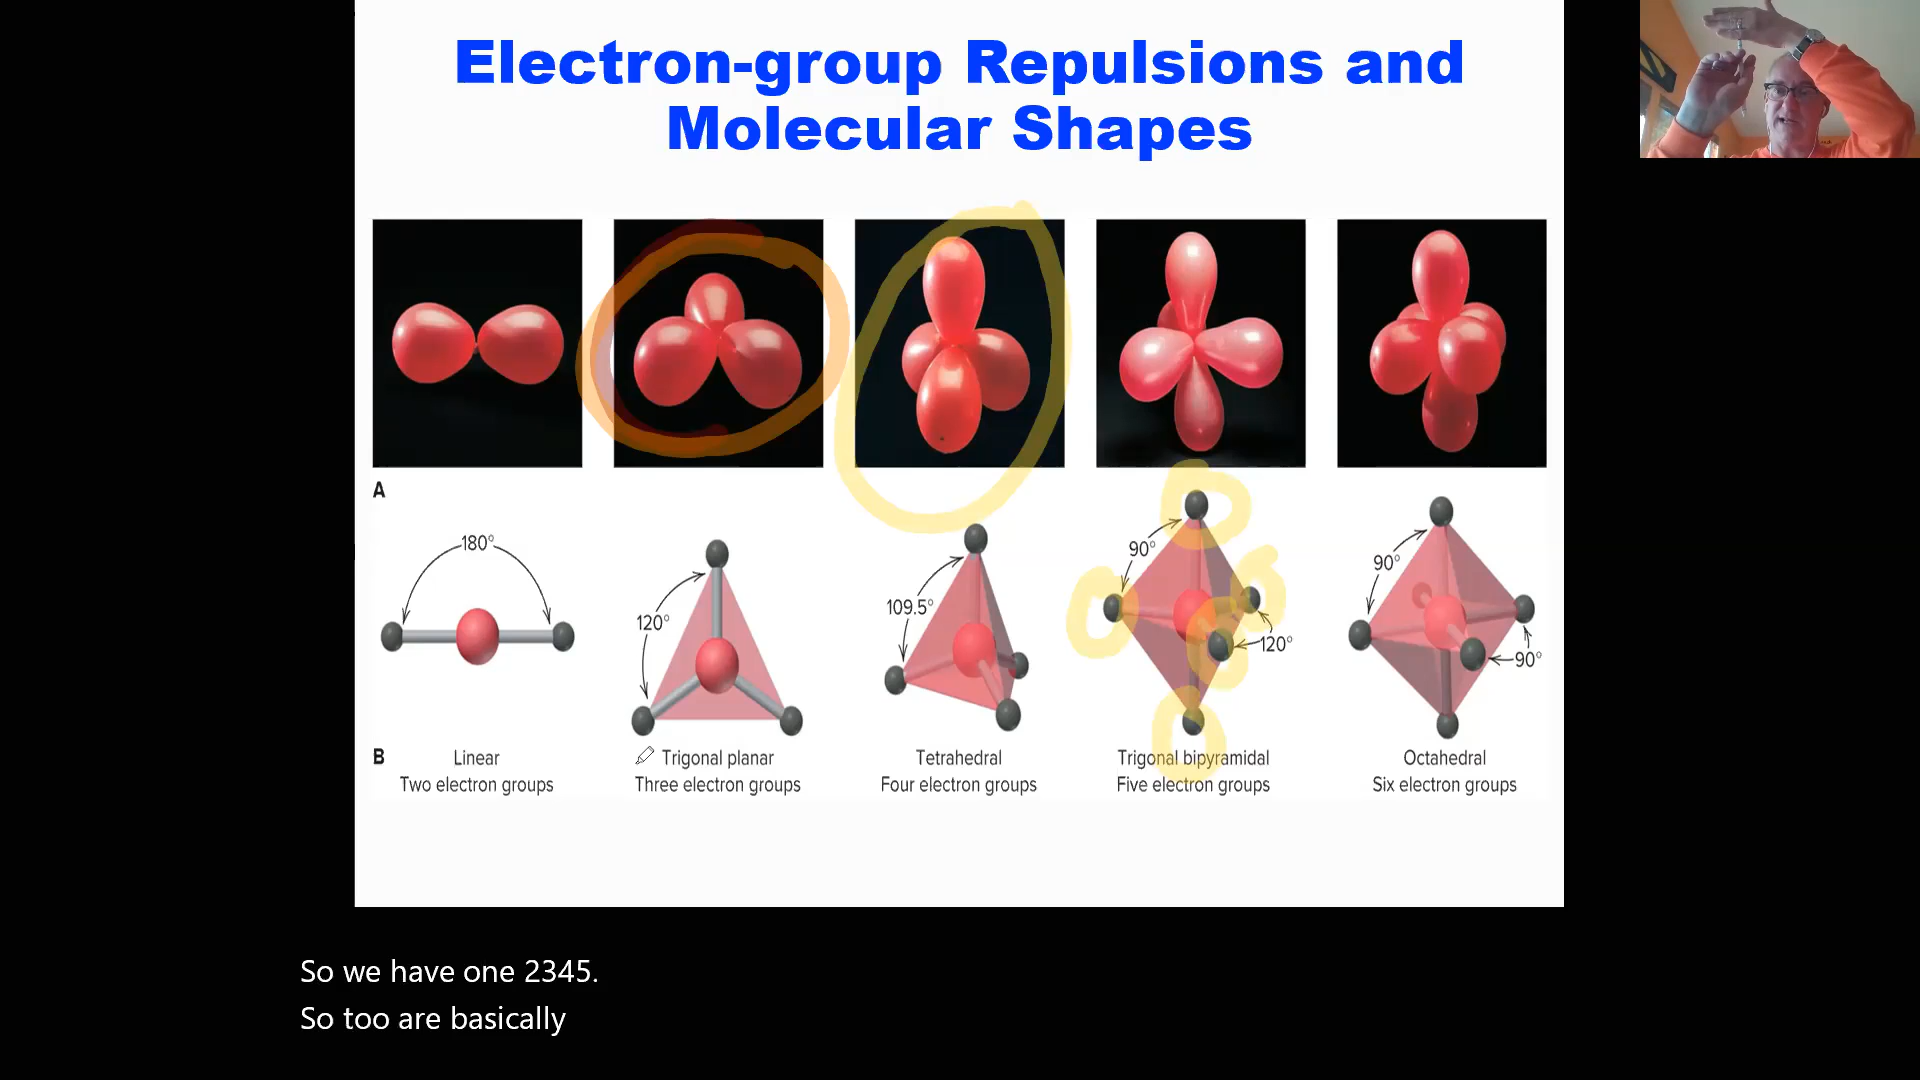 Electron-group Repulsions and
Molecular Shapes
A
180°
120°
109.5°
90°
120°
90°
90°
B
Linear
Two electron groups
Trigonal planar
Three electron groups
Tetrahedral
Four electron groups
Trigonal bipyramidal
Five electron groups
Octahedral
Six electron groups
So we have one 2345.
So too are basically